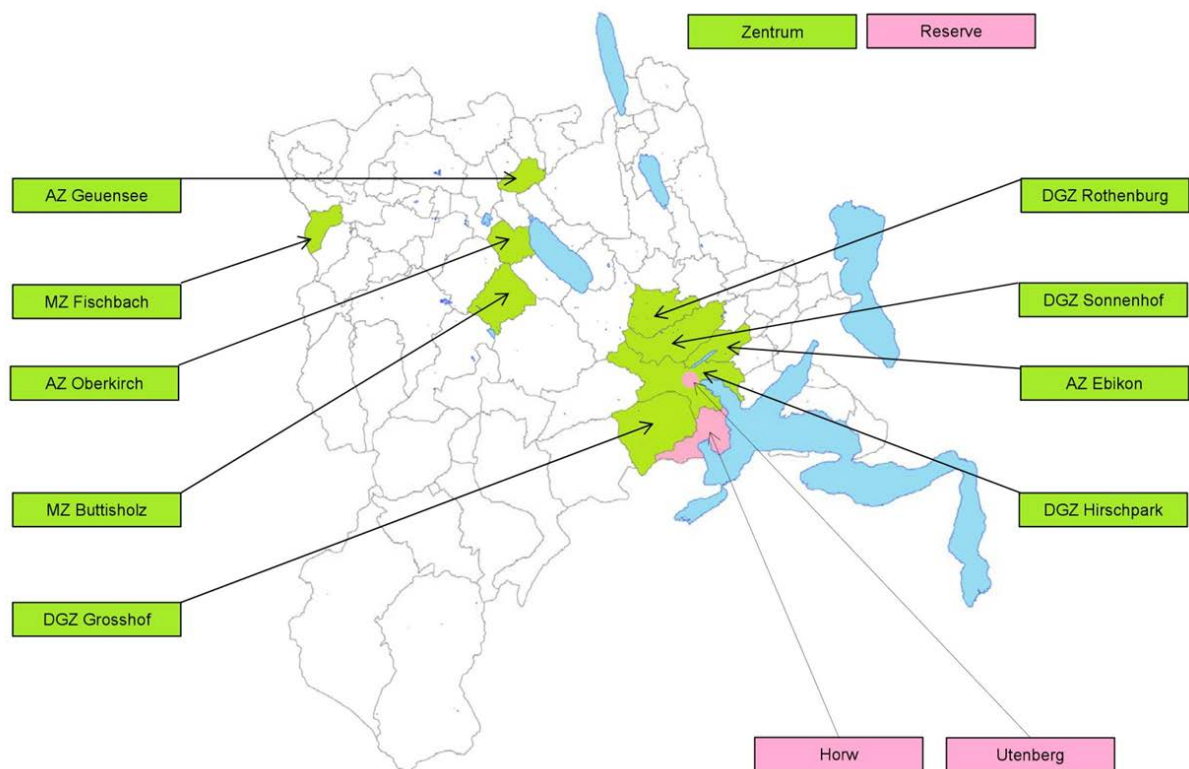 Zentrum
Reserve
AZ Geuensee
DGZ Rothenburg
MZ Fischbach
DGZ Sonnenhof
AZ Oberkirch
AZ Ebikon
MZ Buttisholz
DGZ Hirschpark
DGZ Grosshof
Horw
Utenberg